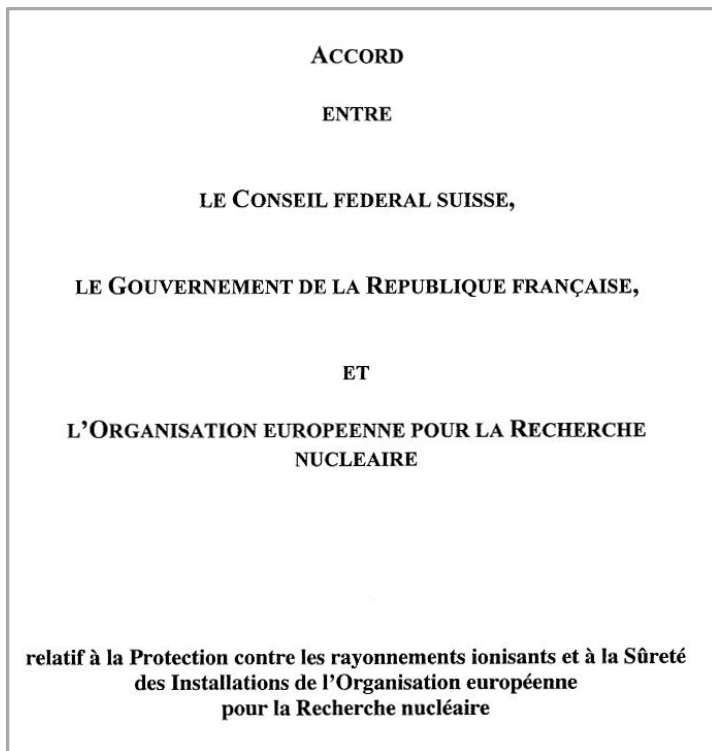 ACCORD
ENTRE
LE CONSEIL FEDERAL SUISSE,
LE GOUVERNEMENT DE LA REPUBLIQUE FRANÇAISE,
ET
L'ORGANISATION EUROPEENNE POUR LA RECHERCHE
NUCLEAIRE
relatif à la Protection contre les rayonnements ionisants et à la Sûreté
des Installations de l'Organisation européenne
pour la Recherche nucléaire